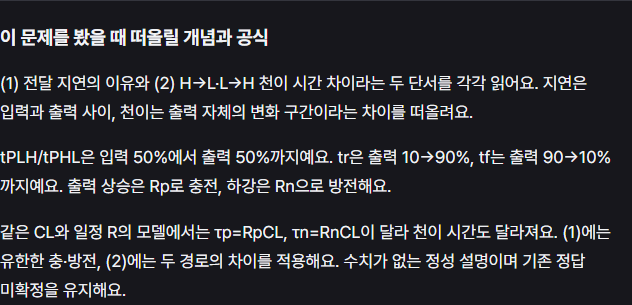 이 문제를 봤을 때 떠올릴 개념과 공식
(1) 전달 지연의 이유와 (2) H→L·L→H 천이 시간 차이라는 두 단서를 각각 읽어요. 지연은
입력과 출력 사이, 천이는 출력 자체의 변화 구간이라는 차이를 떠올려요.
tPLH/tPHL은 입력 50%에서 출력 50%까지예요. tr은 출력 10→90%, tf는 출력 90→10%
까지예요. 출력 상승은 Rp로 충전, 하강은 Rn으로 방전해요.
같은 CL와 일정 R의 모델에서는 τp=RpCL, τn=RnCL이 달라 천이 시간도 달라져요. (1)에는
유한한 충·방전, (2)에는 두 경로의 차이를 적용해요. 수치가 없는 정성 설명이며 기존 정답
미확정을 유지해요.